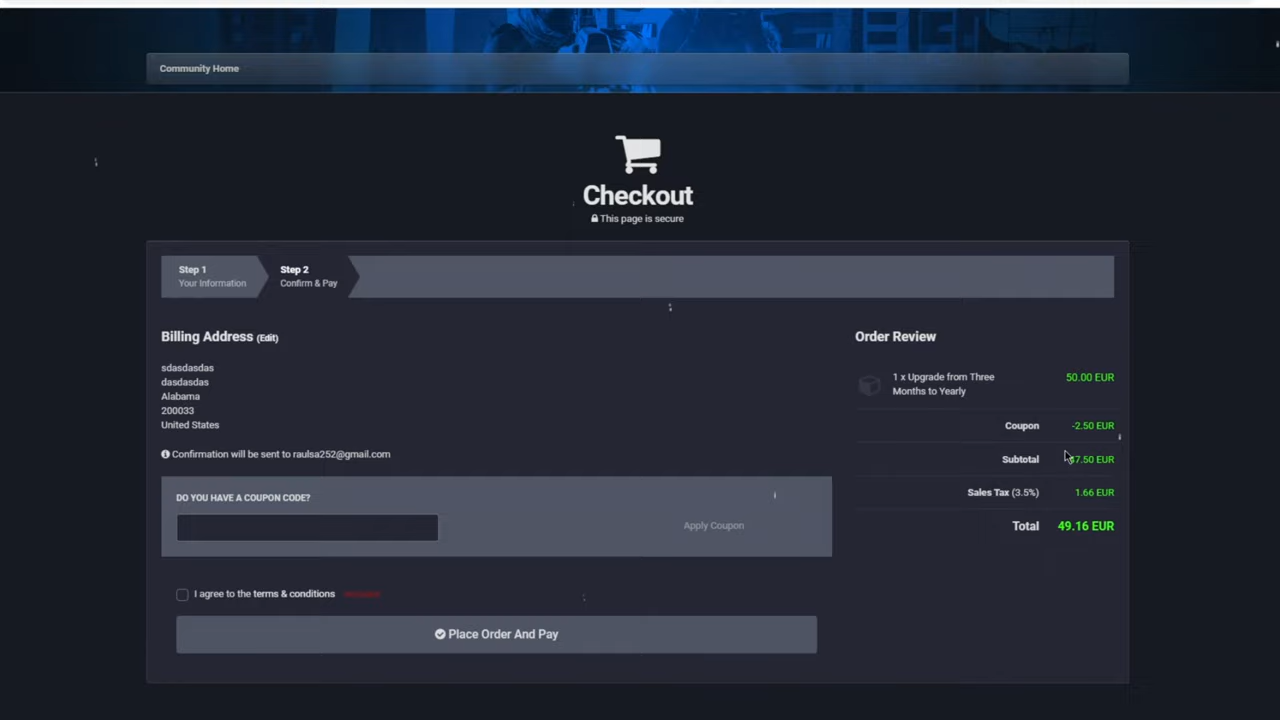 Community Home
Checkout
This page is secure
Step 1
Your Information
Step 2
Confirm & Pay
Billing Address (Edit)
sdasdasdas
dasdasdas
Alabama
200033
United States
Confirmation will be sent to raulsa252@gmail.com
DO YOU HAVE A COUPON CODE?
Apply Coupon
I agree to the terms & conditions
Place Order And Pay
Order Review
1 x Upgrade from Three 50.00 EUR
Months to Yearly
Coupon -2.50 EUR
Subtotal EUR
Sales Tax (3.5%) 1.66 EUR
Total 49.16 EUR